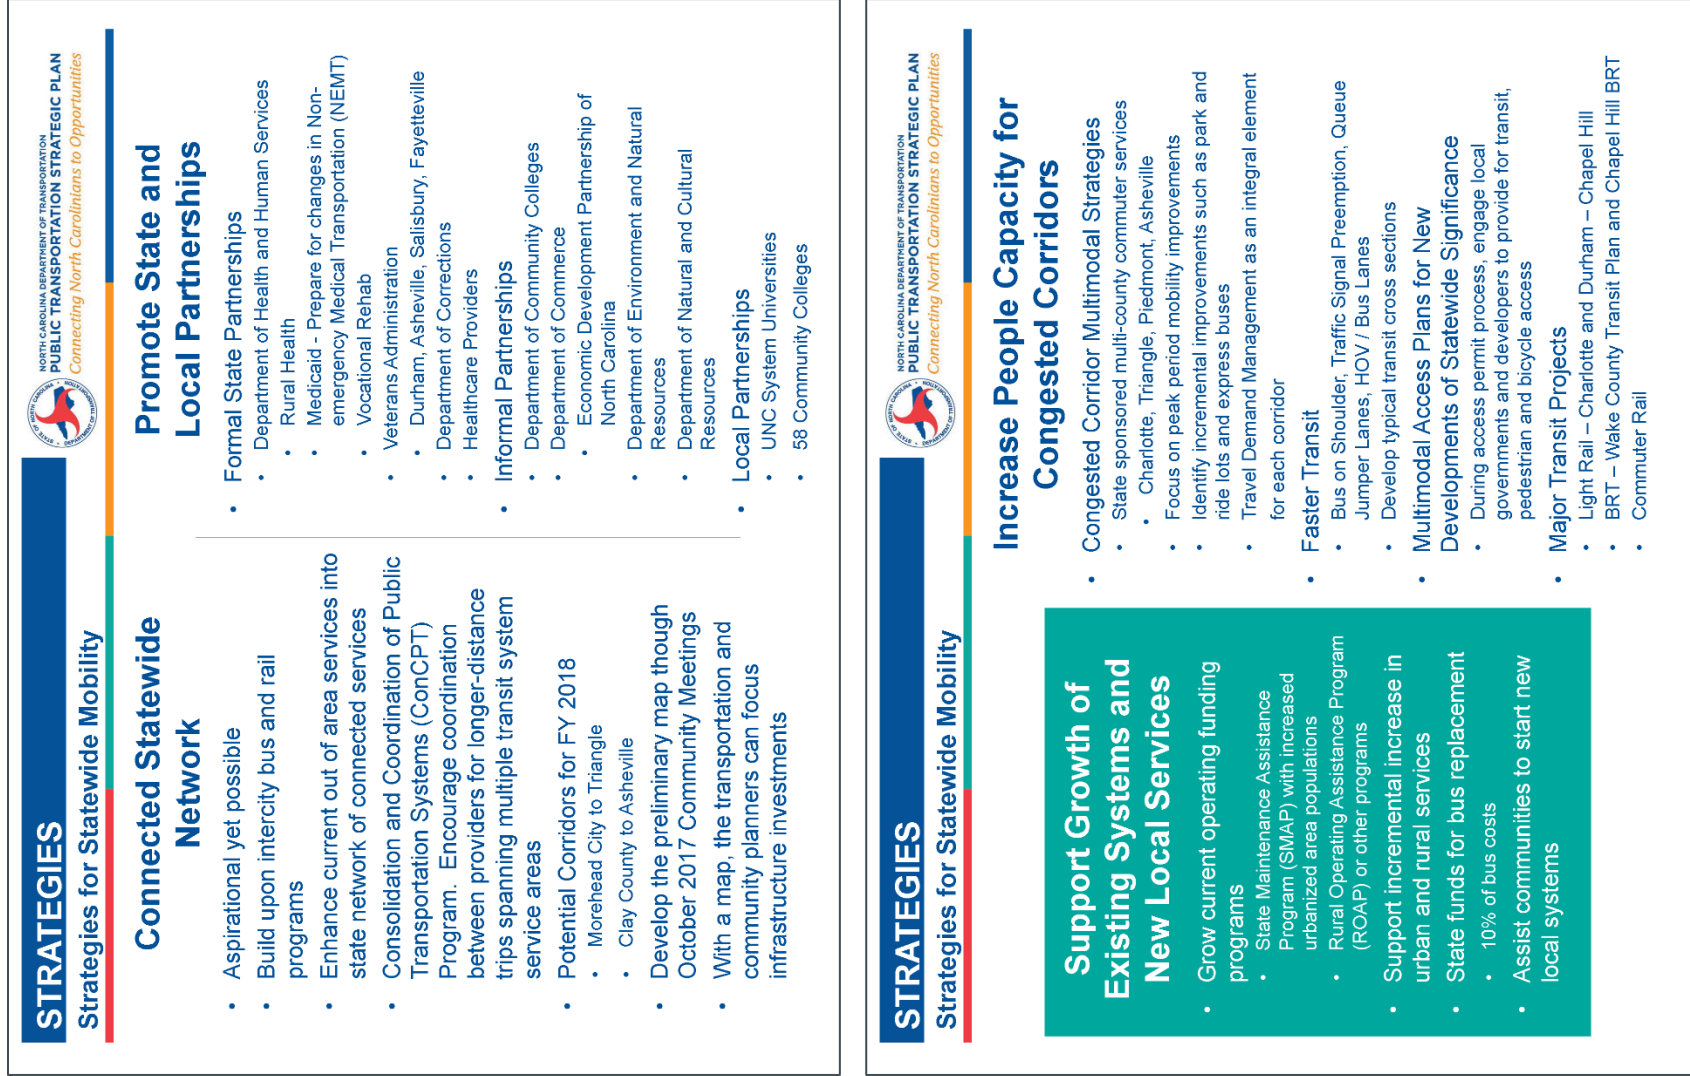 STRATEGIES
Strategies for Statewide Mobility
STATE OF NORTH CAROLINA
DEPARTMENT OF TRANSPORTATION
NORTH CAROLINA DEPARTMENT OF TRANSPORTATION
PUBLIC TRANSPORTATION STRATEGIC PLAN
Connecting North Carolinians to Opportunities
Connected Statewide
Network
• Aspirational yet possible
• Build upon intercity bus and rail
programs
• Enhance current out of area services into
state network of connected services
• Consolidation and Coordination of Public
Transportation Systems (ConCPT)
Program. Encourage coordination
between providers for longer-distance
trips spanning multiple transit system
service areas
• Potential Corridors for FY 2018
• Morehead City to Triangle
• Clay County to Asheville
• Develop the preliminary map though
October 2017 Community Meetings
• With a map, the transportation and
community planners can focus
infrastructure investments
Promote State and
Local Partnerships
• Formal State Partnerships
• Department of Health and Human Services
• Rural Health
• Medicaid - Prepare for changes in Non-
emergency Medical Transportation (NEMT)
• Vocational Rehab
• Veterans Administration
• Durham, Asheville, Salisbury, Fayetteville
• Department of Corrections
• Healthcare Providers
• Informal Partnerships
• Department of Community Colleges
• Department of Commerce
• Economic Development Partnership of
North Carolina
• Department of Environment and Natural
Resources
• Department of Natural and Cultural
Resources
• Local Partnerships
• UNC System Universities
• 58 Community Colleges
STRATEGIES
Strategies for Statewide Mobility
STATE OF NORTH CAROLINA
DEPARTMENT OF TRANSPORTATION
NORTH CAROLINA DEPARTMENT OF TRANSPORTATION
PUBLIC TRANSPORTATION STRATEGIC PLAN
Connecting North Carolinians to Opportunities
Support Growth of
Existing Systems and
New Local Services
• Grow current operating funding
programs
• State Maintenance Assistance
Program (SMAP) with increased
urbanized area populations
• Rural Operating Assistance Program
(ROAP) or other programs
• Support incremental increase in
urban and rural services
• State funds for bus replacement
• 10% of bus costs
• Assist communities to start new
local systems
Increase People Capacity for
Congested Corridors
• Congested Corridor Multimodal Strategies
• State sponsored multi-county commuter services
• Charlotte, Triangle, Piedmont, Asheville
• Focus on peak period mobility improvements
• Identify incremental improvements such as park and
ride lots and express buses
• Travel Demand Management as an integral element
for each corridor
• Faster Transit
• Bus on Shoulder, Traffic Signal Preemption, Queue
Jumper Lanes, HOV / Bus Lanes
• Develop typical transit cross sections
• Multimodal Access Plans for New
Developments of Statewide Significance
• During access permit process, engage local
governments and developers to provide for transit,
pedestrian and bicycle access
• Major Transit Projects
• Light Rail – Charlotte and Durham – Chapel Hill
• BRT – Wake County Transit Plan and Chapel Hill BRT
• Commuter Rail